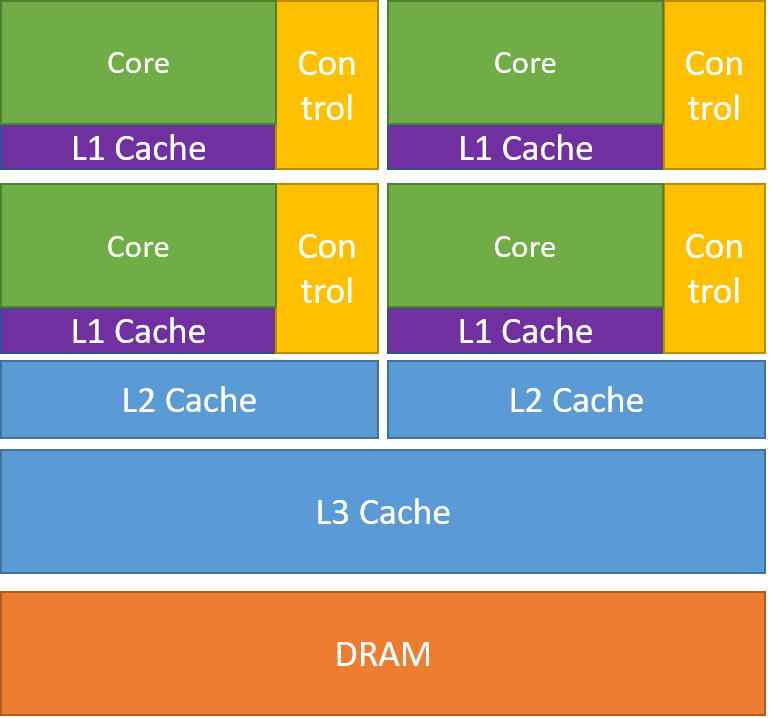 Core
Con
trol
L1 Cache
Core
Con
trol
L1 Cache
Core
Con
trol
L1 Cache
Core
Con
trol
L1 Cache
L2 Cache
L2 Cache
L3 Cache
DRAM